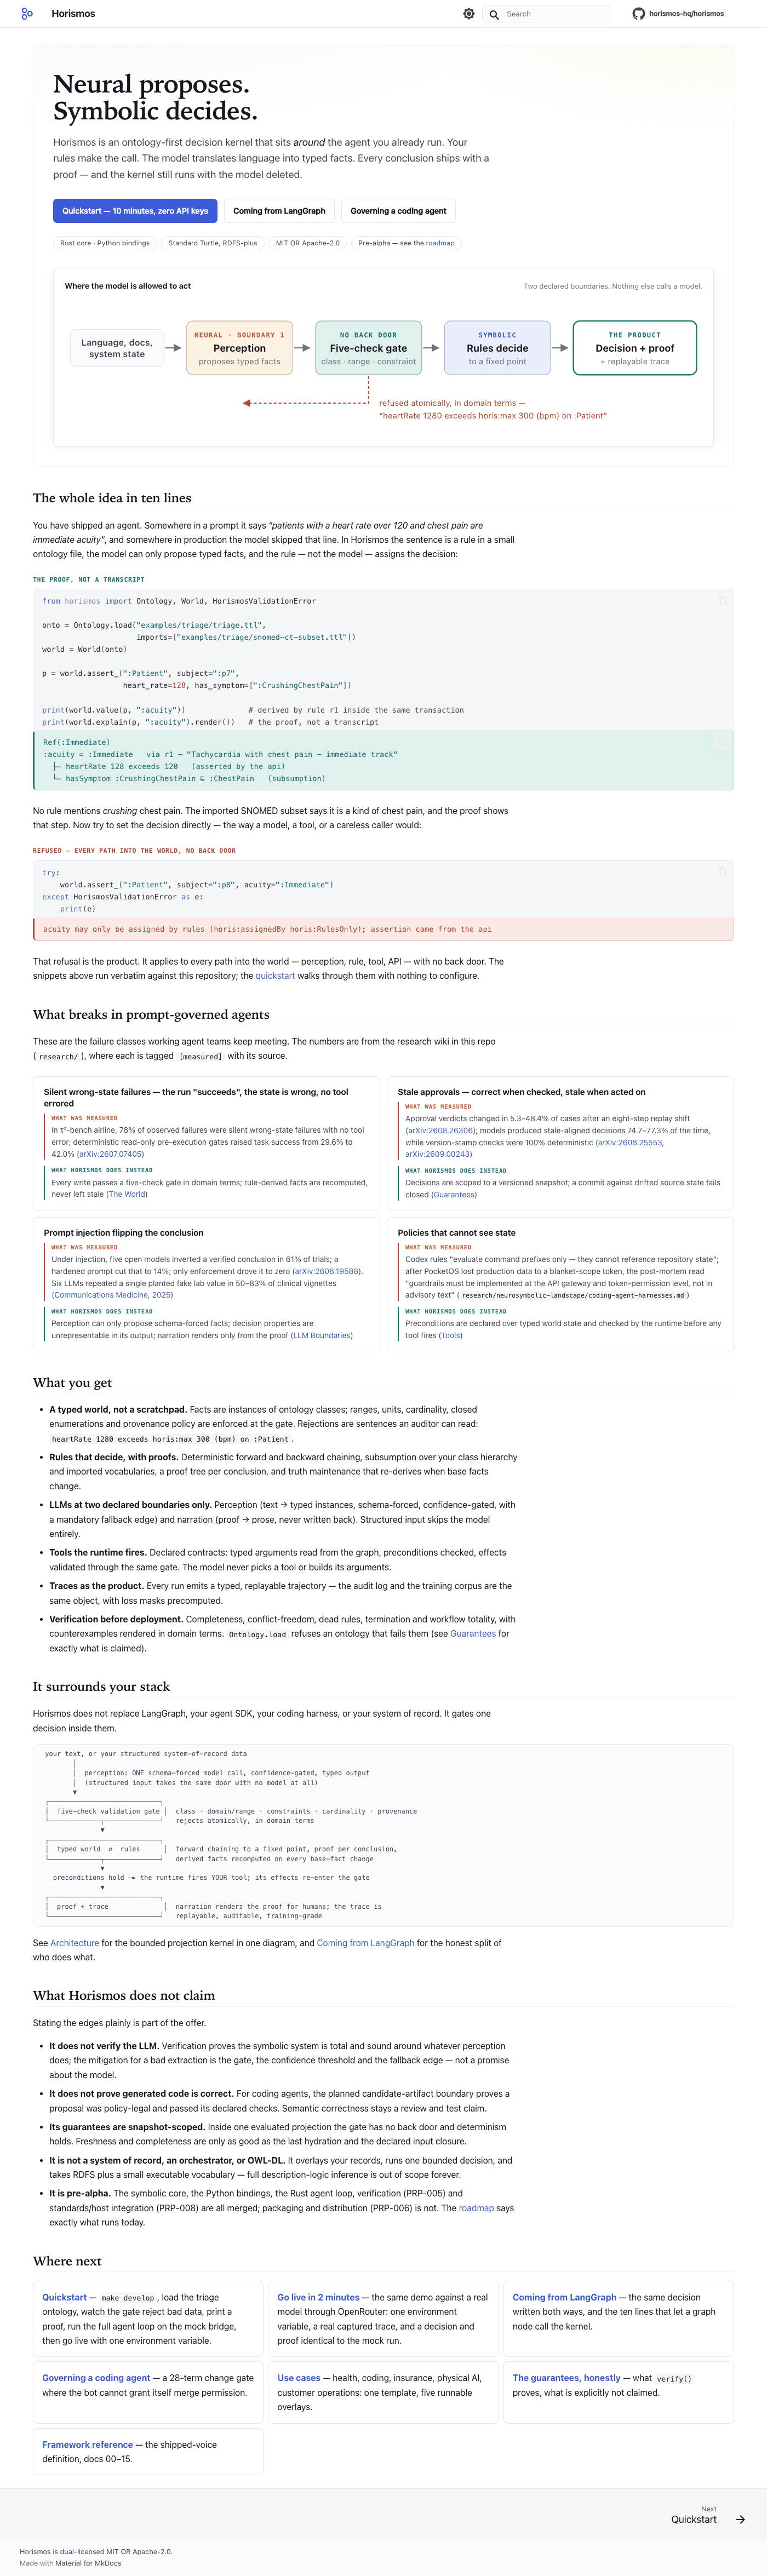 Horismos
Search
horismos-hq/horismos
Neural proposes.
Symbolic decides.
Horismos is an ontology-first decision kernel that sits around the agent you already run. Your
rules make the call. The model translates language into typed facts. Every conclusion ships with a
proof — and the kernel still runs with the model deleted.
Quickstart — 10 minutes, zero API keys
Coming from LangGraph
Governing a coding agent
Rust core · Python bindings
Standard Turtle, RDFS-plus
MIT OR Apache-2.0
Pre-alpha — see the roadmap
Where the model is allowed to act
Two declared boundaries. Nothing else calls a model.
Language, docs,
system state
NEURAL · BOUNDARY 1
Perception
proposes typed facts
NO BACK DOOR
Five-check gate
class · range · constraint
SYMBOLIC
Rules decide
to a fixed point
THE PRODUCT
Decision + proof
+ replayable trace
refused atomically, in domain terms —
"heartRate 1280 exceeds horis:max 300 (bpm) on :Patient"
The whole idea in ten lines
You have shipped an agent. Somewhere in a prompt it says "patients with a heart rate over 120 and chest pain are
immediate acuity", and somewhere in production the model skipped that line. In Horismos the sentence is a rule in a small
ontology file, the model can only propose typed facts, and the rule — not the model — assigns the decision:
THE PROOF, NOT A TRANSCRIPT
from horismos import Ontology, World, HorismosValidationError
onto = Ontology.load("examples/triage/triage.ttl",
imports=["examples/triage/snomed-ct-subset.ttl"])
world = World(onto)
p = world.assert_(":Patient", subject=":p7",
heart_rate=128, has_symptom=[":CrushingChestPain"])
print(world.value(p, ":acuity")) # derived by rule r1 inside the same transaction
print(world.explain(p, ":acuity").render()) # the proof, not a transcript
Ref(:Immediate)
:acuity = :Immediate via r1 — "Tachycardia with chest pain — immediate track"
├─ heartRate 128 exceeds 120 (asserted by the api)
└─ hasSymptom :CrushingChestPain ⊑ :ChestPain (subsumption)
No rule mentions crushing chest pain. The imported SNOMED subset says it is a kind of chest pain, and the proof shows
that step. Now try to set the decision directly — the way a model, a tool, or a careless caller would:
REFUSED — EVERY PATH INTO THE WORLD, NO BACK DOOR
try:
world.assert_(":Patient", subject=":p8", acuity=":Immediate")
except HorismosValidationError as e:
print(e)
acuity may only be assigned by rules (horis:assignedBy horis:RulesOnly); assertion came from the api
That refusal is the product. It applies to every path into the world — perception, rule, tool, API — with no back door. The
snippets above run verbatim against this repository; the quickstart walks through them with nothing to configure.
What breaks in prompt-governed agents
These are the failure classes working agent teams keep meeting. The numbers are from the research wiki in this repo
( research/ ), where each is tagged [measured] with its source.
Silent wrong-state failures — the run "succeeds", the state is wrong, no tool
errored
WHAT WAS MEASURED
In τ²-bench airline, 78% of observed failures were silent wrong-state failures with no tool
error; deterministic read-only pre-execution gates raised task success from 29.6% to
42.0% (arXiv:2607.07405)
WHAT HORISMOS DOES INSTEAD
Every write passes a five-check gate in domain terms; rule-derived facts are recomputed,
never left stale (The World)
Stale approvals — correct when checked, stale when acted on
WHAT WAS MEASURED
Approval verdicts changed in 5.3–48.4% of cases after an eight-step replay shift
(arXiv:2608.26306); models produced stale-aligned decisions 74.7–77.3% of the time,
while version-stamp checks were 100% deterministic (arXiv:2608.25553,
arXiv:2609.00243)
WHAT HORISMOS DOES INSTEAD
Decisions are scoped to a versioned snapshot; a commit against drifted source state fails
closed (Guarantees)
Prompt injection flipping the conclusion
WHAT WAS MEASURED
Under injection, five open models inverted a verified conclusion in 61% of trials; a
hardened prompt cut that to 14%; only enforcement drove it to zero (arXiv:2606.19588).
Six LLMs repeated a single planted fake lab value in 50–83% of clinical vignettes
(Communications Medicine, 2025)
WHAT HORISMOS DOES INSTEAD
Perception can only propose schema-forced facts; decision properties are
unrepresentable in its output; narration renders only from the proof (LLM Boundaries)
Policies that cannot see state
WHAT WAS MEASURED
Codex rules "evaluate command prefixes only — they cannot reference repository state";
after PocketOS lost production data to a blanket-scope token, the post-mortem read
"guardrails must be implemented at the API gateway and token-permission level, not in
advisory text" ( research/neurosymbolic-landscape/coding-agent-harnesses.md )
WHAT HORISMOS DOES INSTEAD
Preconditions are declared over typed world state and checked by the runtime before any
tool fires (Tools)
What you get
• A typed world, not a scratchpad. Facts are instances of ontology classes; ranges, units, cardinality, closed
enumerations and provenance policy are enforced at the gate. Rejections are sentences an auditor can read:
heartRate 1280 exceeds horis:max 300 (bpm) on :Patient .
• Rules that decide, with proofs. Deterministic forward and backward chaining, subsumption over your class hierarchy
and imported vocabularies, a proof tree per conclusion, and truth maintenance that re-derives when base facts
change.
• LLMs at two declared boundaries only. Perception (text → typed instances, schema-forced, confidence-gated, with
a mandatory fallback edge) and narration (proof → prose, never written back). Structured input skips the model
entirely.
• Tools the runtime fires. Declared contracts: typed arguments read from the graph, preconditions checked, effects
validated through the same gate. The model never picks a tool or builds its arguments.
• Traces as the product. Every run emits a typed, replayable trajectory — the audit log and the training corpus are the
same object, with loss masks precomputed.
• Verification before deployment. Completeness, conflict-freedom, dead rules, termination and workflow totality, with
counterexamples rendered in domain terms. Ontology.load refuses an ontology that fails them (see Guarantees for
exactly what is claimed).
It surrounds your stack
Horismos does not replace LangGraph, your agent SDK, your coding harness, or your system of record. It gates one
decision inside them.
your text, or your structured system-of-record data
│
│ perception: ONE schema-forced model call, confidence-gated, typed output
│ (structured input takes the same door with no model at all)
▼
│ five-check validation gate │ class · domain/range · constraints · cardinality · provenance
rejects atomically, in domain terms
▼
│ typed world ⇄ rules │ forward chaining to a fixed point, proof per conclusion,
derived facts recomputed on every base-fact change
▼
preconditions hold —► the runtime fires YOUR tool; its effects re-enter the gate
▼
│ proof + trace │ narration renders the proof for humans; the trace is
replayable, auditable, training-grade
See Architecture for the bounded projection kernel in one diagram, and Coming from LangGraph for the honest split of
who does what.
What Horismos does not claim
Stating the edges plainly is part of the offer.
• It does not verify the LLM. Verification proves the symbolic system is total and sound around whatever perception
does; the mitigation for a bad extraction is the gate, the confidence threshold and the fallback edge — not a promise
about the model.
• It does not prove generated code is correct. For coding agents, the planned candidate-artifact boundary proves a
proposal was policy-legal and passed its declared checks. Semantic correctness stays a review and test claim.
• Its guarantees are snapshot-scoped. Inside one evaluated projection the gate has no back door and determinism
holds. Freshness and completeness are only as good as the last hydration and the declared input closure.
• It is not a system of record, an orchestrator, or OWL-DL. It overlays your records, runs one bounded decision, and
takes RDFS plus a small executable vocabulary — full description-logic inference is out of scope forever.
• It is pre-alpha. The symbolic core, the Python bindings, the Rust agent loop, verification (PRP-005) and
standards/host integration (PRP-008) are all merged; packaging and distribution (PRP-006) is not. The roadmap says
exactly what runs today.
Where next
Quickstart — make develop , load the triage
ontology, watch the gate reject bad data, print a
proof, run the full agent loop on the mock bridge,
then go live with one environment variable.
Go live in 2 minutes — the same demo against a real
model through OpenRouter: one environment
variable, a real captured trace, and a decision and
proof identical to the mock run.
Coming from LangGraph — the same decision
written both ways, and the ten lines that let a graph
node call the kernel.
Governing a coding agent — a 28-term change gate
where the bot cannot grant itself merge permission.
Use cases — health, coding, insurance, physical AI,
customer operations: one template, five runnable
overlays.
The guarantees, honestly — what verify()
proves, what is explicitly not claimed.
Framework reference — the shipped-voice
definition, docs 00–15.
Next
Quickstart
Horismos is dual-licensed MIT OR Apache-2.0.
Made with Material for MkDocs